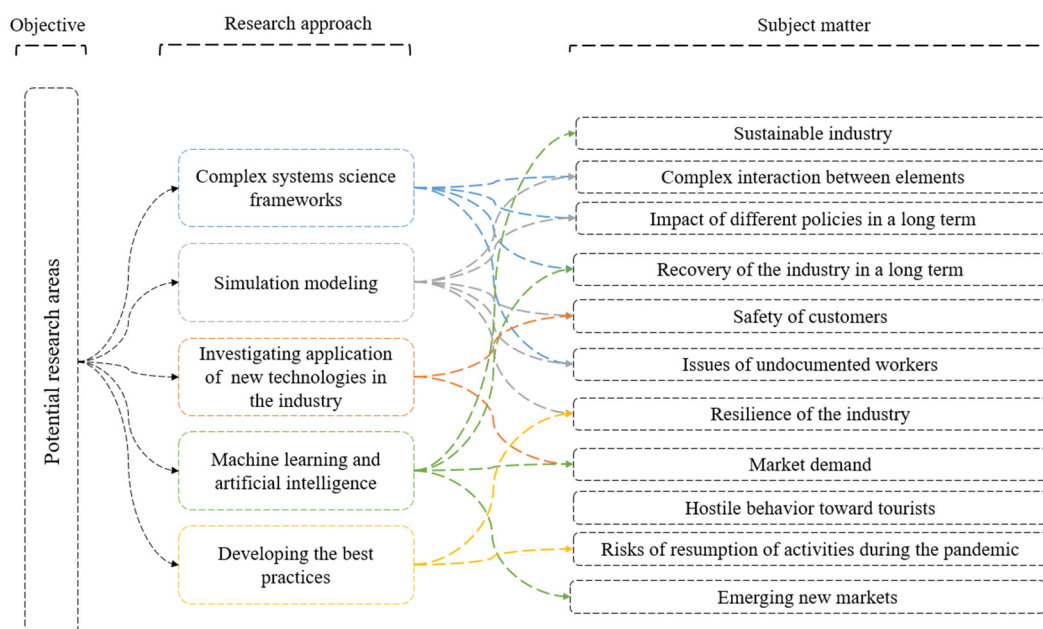 Objective
Research approach
Subject matter
Potential research areas
Complex systems science
frameworks
Simulation modeling
Investigating application
of new technologies in
the industry
Machine learning and
artificial intelligence
Developing the best
practices
Sustainable industry
Complex interaction between elements
Impact of different policies in a long term
Recovery of the industry in a long term
Safety of customers
Issues of undocumented workers
Resilience of the industry
Market demand
Hostile behavior toward tourists
Risks of resumption of activities during the pandemic
Emerging new markets